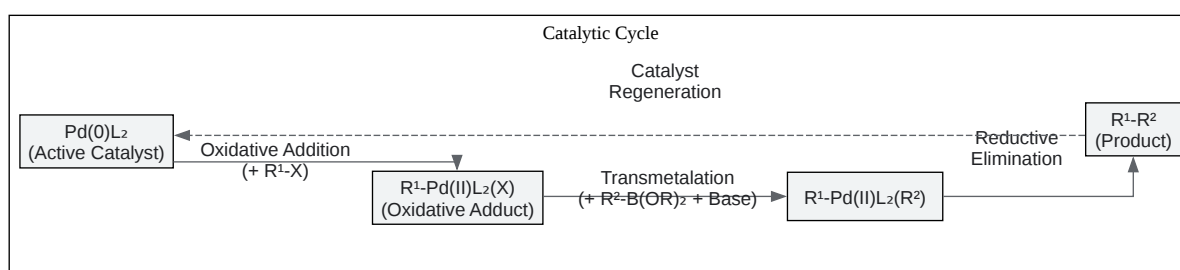 Catalytic Cycle
Catalyst
Regeneration
Pd(0)L₂
(Active Catalyst)
Oxidative Addition
(+ R¹-X)
R¹-Pd(II)L₂(X)
(Oxidative Adduct)
Transmetalation
(+ R²-B(OR)₂ + Base)
R¹-Pd(II)L₂(R²)
Reductive
Elimination
R¹-R²
(Product)